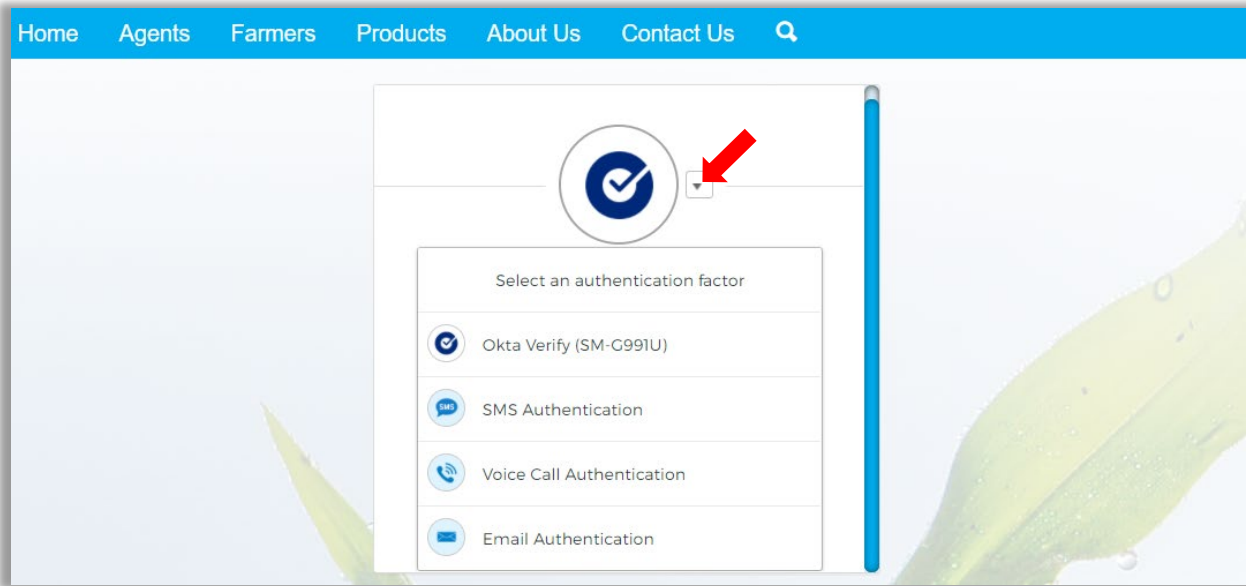 Home Agents Farmers Products About Us Contact Us
Select an authentication factor
Okta Verify (SM-G991U)
SMS
SMS Authentication
Voice Call Authentication
Email Authentication